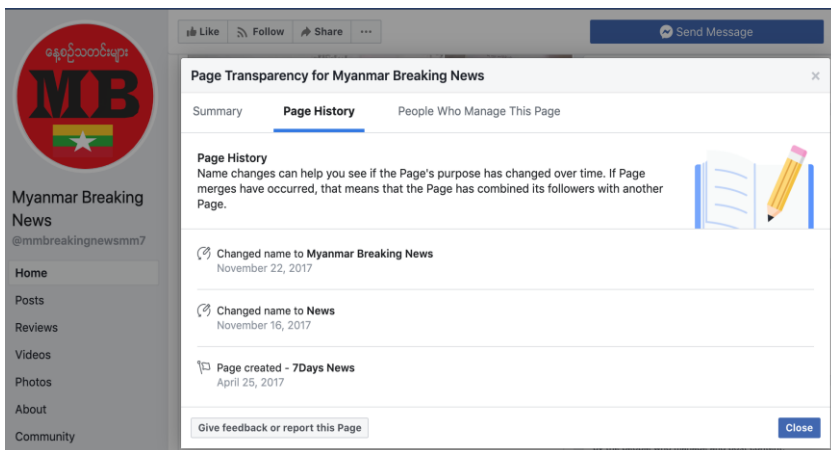 Like Follow Share ...
Send Message
နေ့စဉ်သတင်းများ
MB
Myanmar Breaking
News
@mmbreakingnewsmm7
Home
Posts
Reviews
Videos
Photos
About
Community
Page Transparency for Myanmar Breaking News
Summary Page History People Who Manage This Page
Page History
Name changes can help you see if the Page's purpose has changed over time. If Page
merges have occurred, that means that the Page has combined its followers with another
Page.
Changed name to Myanmar Breaking News
November 22, 2017
Changed name to News
November 16, 2017
Page created - 7Days News
April 25, 2017
Give feedback or report this Page
Close